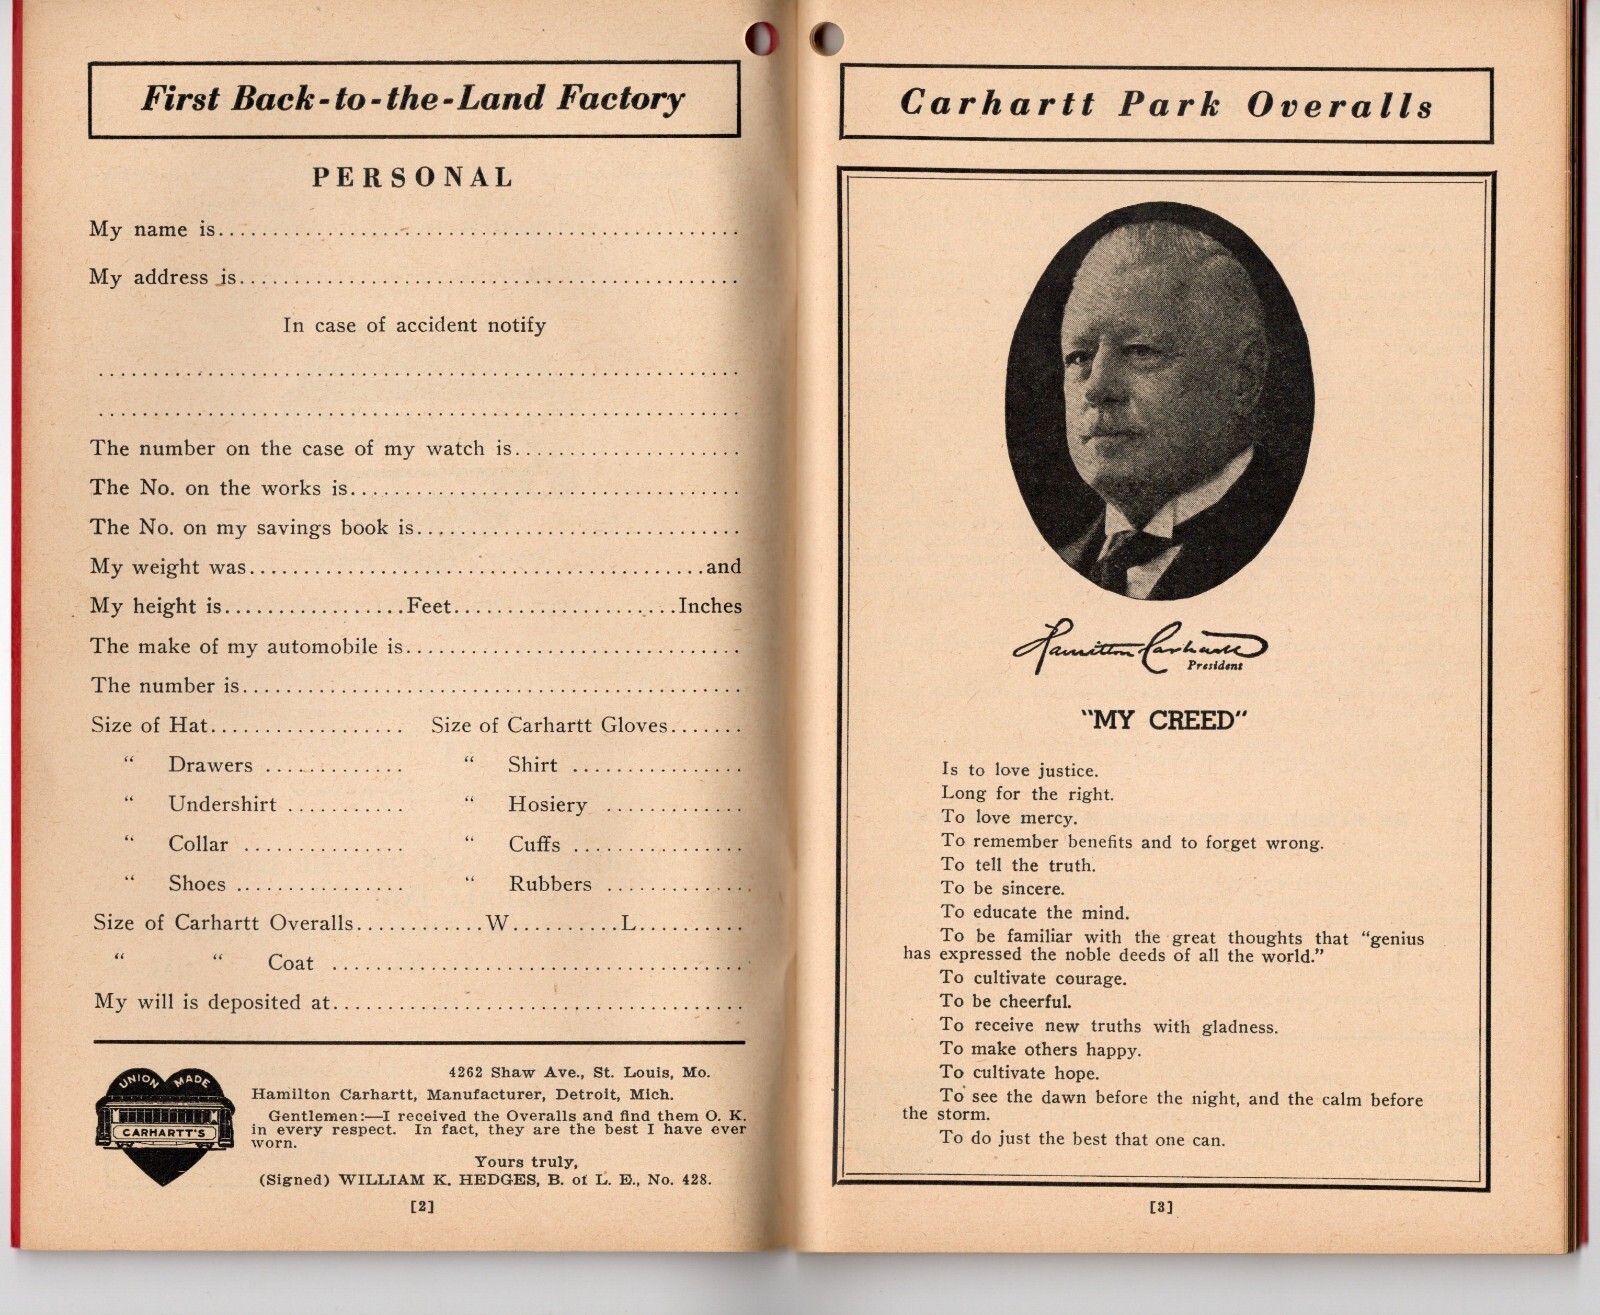 First Back-to-the-Land Factory
PERSONAL
My name is
My address is
In case of accident notify
The number on the case of my watch is
The No. on the works is
The No. on my savings book is
My weight was and
My height is Feet Inches
The make of my automobile is
The number is
Size of Hat Size of Carhartt Gloves
“ Drawers “ Shirt
“ Undershirt “ Hosiery
“ Collar “ Cuffs
“ Shoes “ Rubbers
Size of Carhartt Overalls W L
“ “ Coat
My will is deposited at
UNION MADE
CARHARTT'S
4262 Shaw Ave., St. Louis, Mo.
Hamilton Carhartt, Manufacturer, Detroit, Mich.
Gentlemen:—I received the Overalls and find them O. K.
in every respect. In fact, they are the best I have ever
worn.
Yours truly,
(Signed) WILLIAM K. HEDGES, B. of L. E., No. 428.
[2]
Carhartt Park Overalls
Hamilton Carhartt
President
"MY CREED"
Is to love justice.
Long for the right.
To love mercy.
To remember benefits and to forget wrong.
To tell the truth.
To be sincere.
To educate the mind.
To be familiar with the great thoughts that “genius
has expressed the noble deeds of all the world.”
To cultivate courage.
To be cheerful.
To receive new truths with gladness.
To make others happy.
To cultivate hope.
To see the dawn before the night, and the calm before
the storm.
To do just the best that one can.
[3]